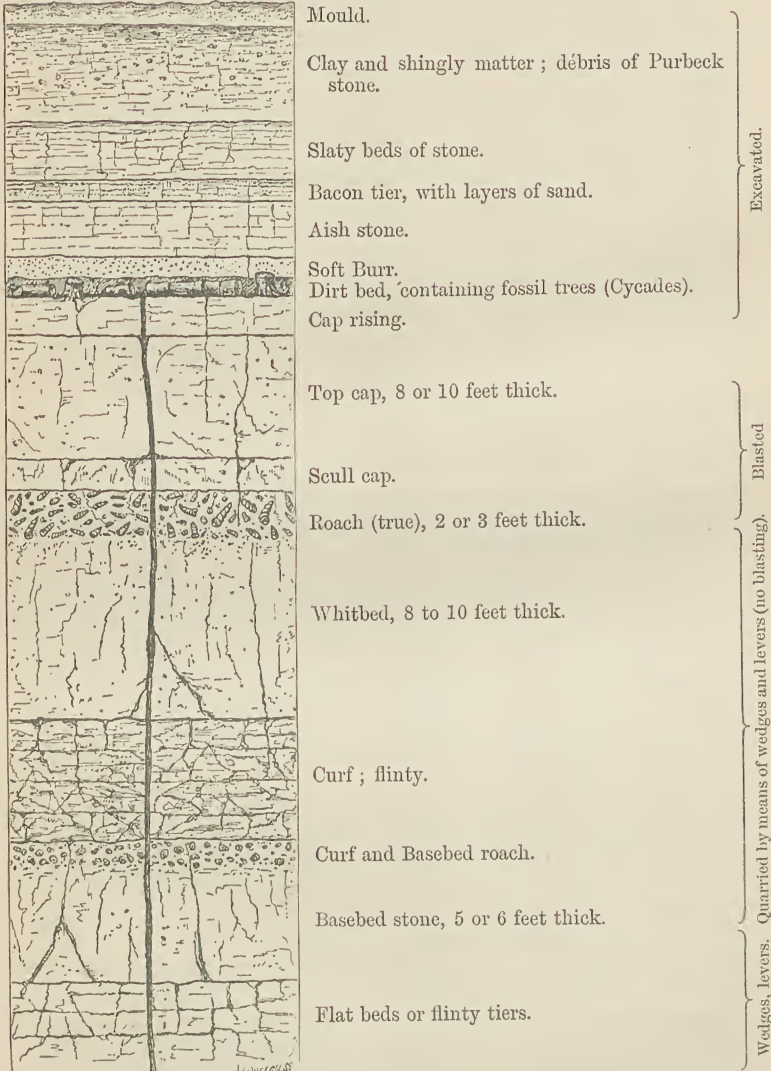 Mould.
Clay and shingly matter ; débris of Purbeck
stone.
Slaty beds of stone.
Bacon tier, with layers of sand.
Aish stone.
Soft Burr.
Dirt bed, containing fossil trees (Cycades).
Cap rising.
Excavated.
Top cap, 8 or 10 feet thick.
Scull cap.
Blasted
Roach (true), 2 or 3 feet thick.
Whitbed, 8 to 10 feet thick.
Curf ; flinty.
Curf and Basebed roach.
Basebed stone, 5 or 6 feet thick.
Quarried by means of wedges and levers (no blasting).
Flat beds or flinty tiers.
Wedges, levers.